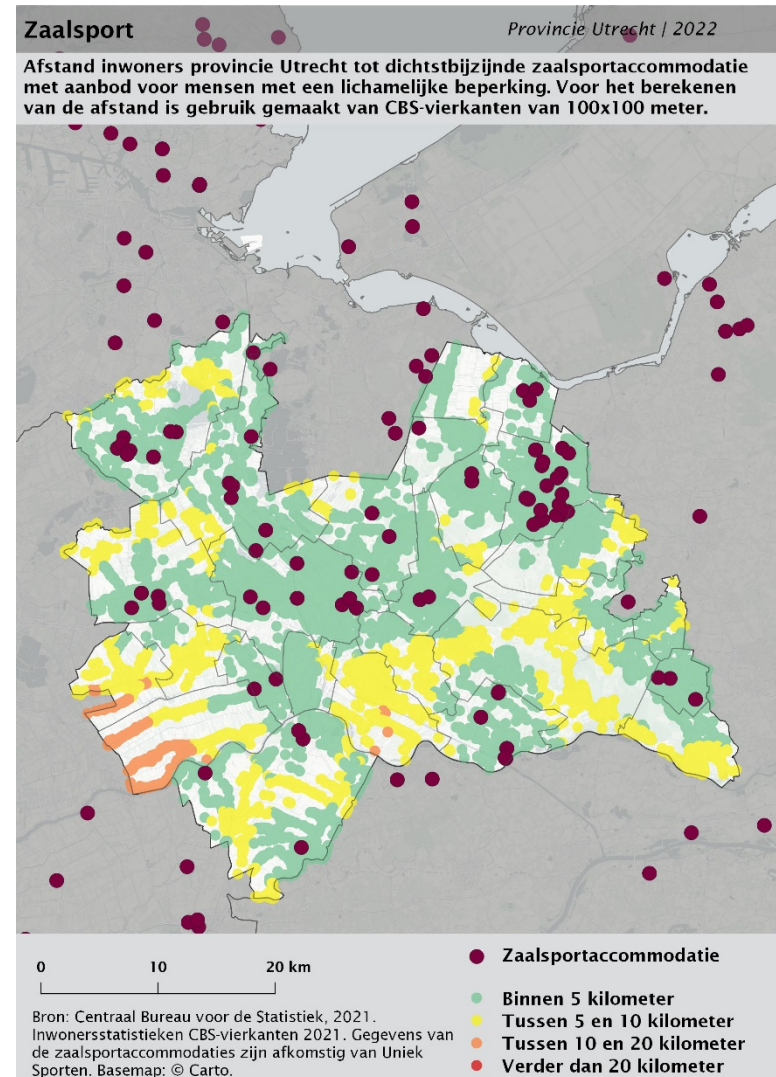 Zaalsport
Provincie Utrecht | 2022
Afstand inwoners provincie Utrecht tot dichtstbijzijnde zaalsportaccommodatie
met aanbod voor mensen met een lichamelijke beperking. Voor het berekenen
van de afstand is gebruik gemaakt van CBS-vierkanten van 100x100 meter.
0 10 20 km
Bron: Centraal Bureau voor de Statistiek, 2021.
Inwonersstatistieken CBS-vierkanten 2021. Gegevens van
de zaalsportaccommodaties zijn afkomstig van Uniek
Sporten. Basemap: © Carto.
Zaalsportaccommodatie
Binnen 5 kilometer
Tussen 5 en 10 kilometer
Tussen 10 en 20 kilometer
Verder dan 20 kilometer